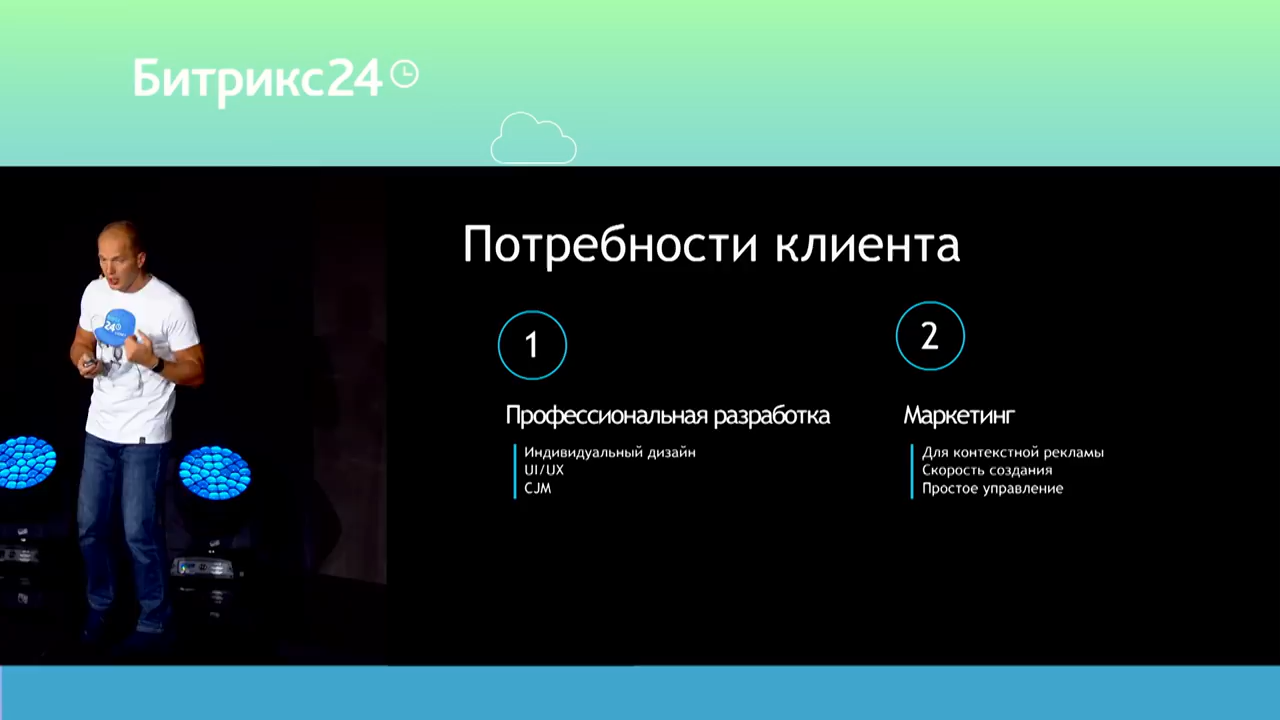 Битрикс24
Потребности клиента
1
2
Профессиональная разработка
Индивидуальный дизайн
UI/UX
CJM
Маркетинг
Для контекстной рекламы
Скорость создания
Простое управление
24